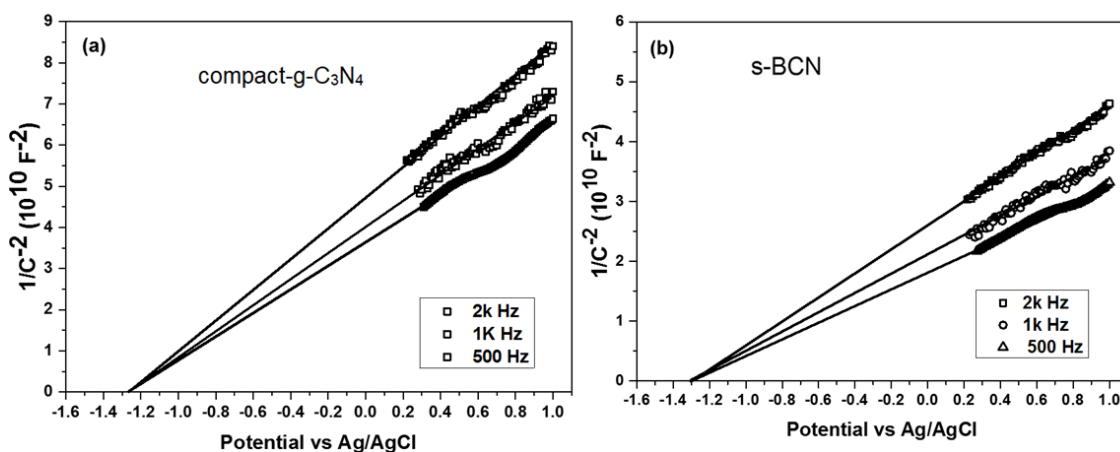 (a)
compact-g-C₃N₄
1/C⁻² (10¹⁰ F⁻²)
9
8
7
6
5
4
3
2
1
0
2k Hz
1K Hz
500 Hz
-1.6 -1.4 -1.2 -1.0 -0.8 -0.6 -0.4 -0.2 0.0 0.2 0.4 0.6 0.8 1.0
Potential vs Ag/AgCl
(b)
s-BCN
1/C⁻² (10¹⁰ F⁻²)
6
5
4
3
2
1
0
2k Hz
1k Hz
500 Hz
-1.6 -1.4 -1.2 -1.0 -0.8 -0.6 -0.4 -0.2 0.0 0.2 0.4 0.6 0.8 1.0
Potential vs Ag/AgCl